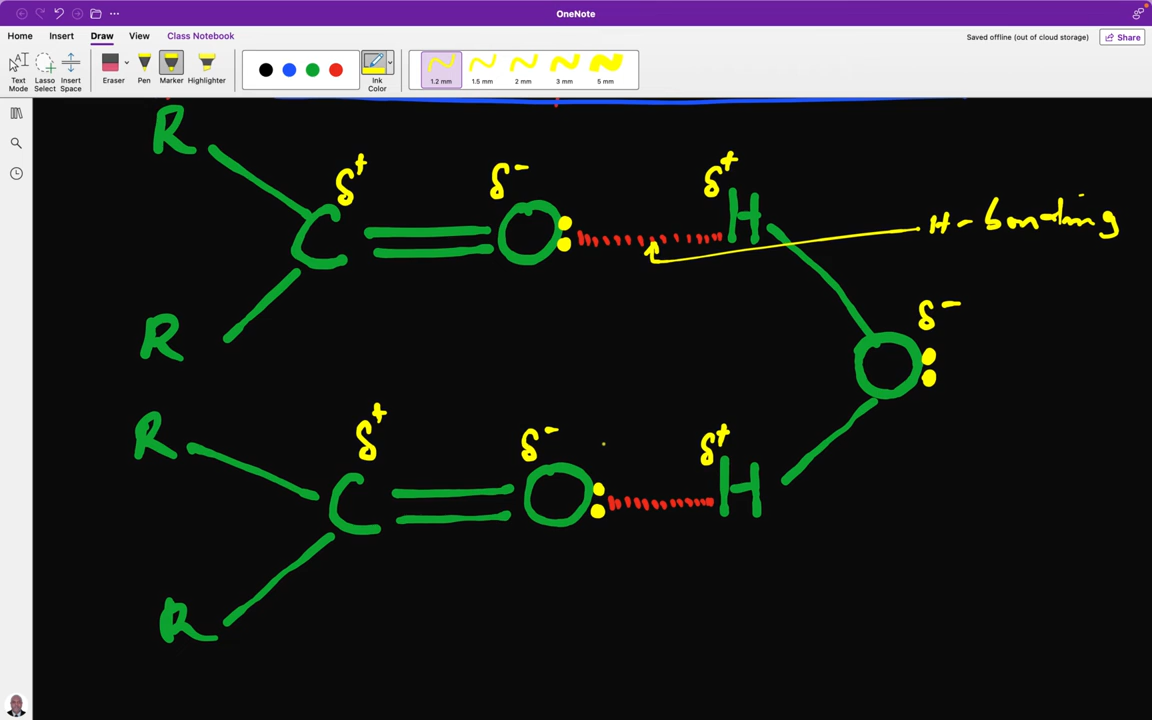 OneNote
Home Insert Draw View Class Notebook
Saved offline (out of cloud storage) Share
Text Mode
Lasso Select
Insert Space
Eraser
Pen
Marker
Highlighter
Ink Color
1.2 mm
1.5 mm
2 mm
3 mm
5 mm
R
δ+ δ- δ+
C O H H-bonding
R
δ-
O
R
δ+ δ- δ+
C O H
R